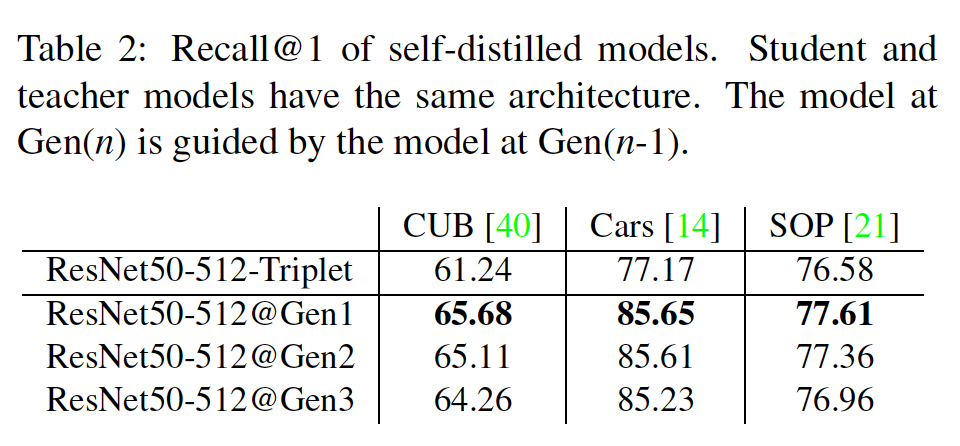 Table 2: Recall@1 of self-distilled models. Student and
teacher models have the same architecture. The model at
Gen(n) is guided by the model at Gen(n-1).
CUB [40] Cars [14] SOP [21]
ResNet50-512-Triplet 61.24 77.17 76.58
ResNet50-512@Gen1 65.68 85.65 77.61
ResNet50-512@Gen2 65.11 85.61 77.36
ResNet50-512@Gen3 64.26 85.23 76.96